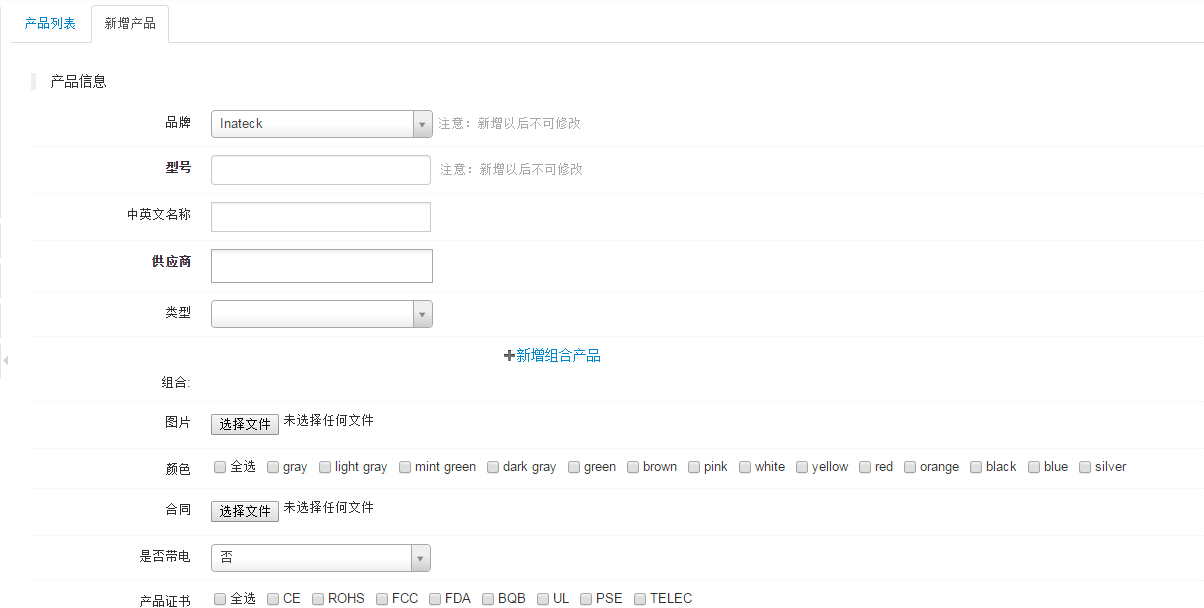 产品列表 新增产品
产品信息
品牌 Inateck 注意：新增以后不可修改
型号 注意：新增以后不可修改
中英文名称
供应商
类型
新增组合产品
组合:
图片 选择文件 未选择任何文件
颜色 全选 gray light gray mint green dark gray green brown pink white yellow red orange black blue silver
合同 选择文件 未选择任何文件
是否带电 否
产品证书 全选 CE ROHS FCC FDA BQB UL PSE TELEC